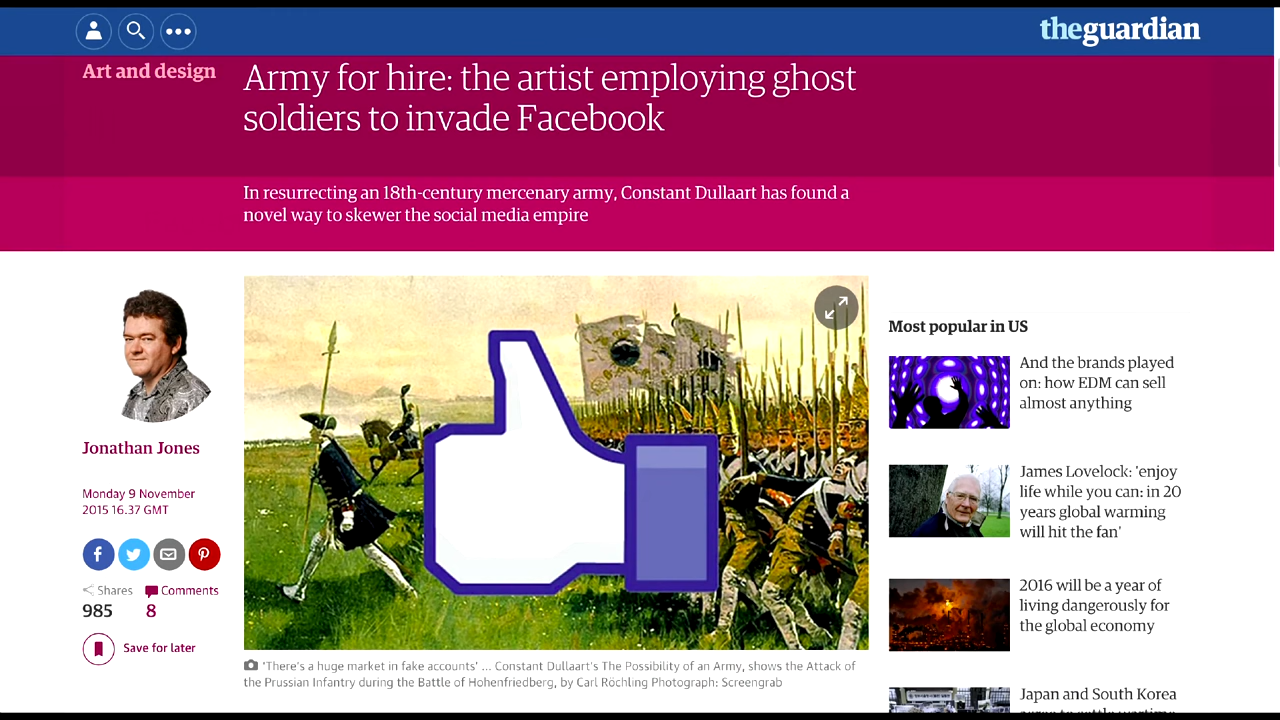 theguardian
Art and design
Army for hire: the artist employing ghost
soldiers to invade Facebook
In resurrecting an 18th-century mercenary army, Constant Dullaart has found a
novel way to skewer the social media empire
Jonathan Jones
Monday 9 November
2015 16.37 GMT
f
Shares
Comments
985
8
Save for later
'There's a huge market in fake accounts' ... Constant Dullaart's The Possibility of an Army, shows the Attack of
the Prussian Infantry during the Battle of Hohenfriedberg, by Carl Röchling Photograph: Screengrab
Most popular in US
And the brands played
on: how EDM can sell
almost anything
James Lovelock: 'enjoy
life while you can: in 20
years global warming
will hit the fan'
2016 will be a year of
living dangerously for
the global economy
Japan and South Korea